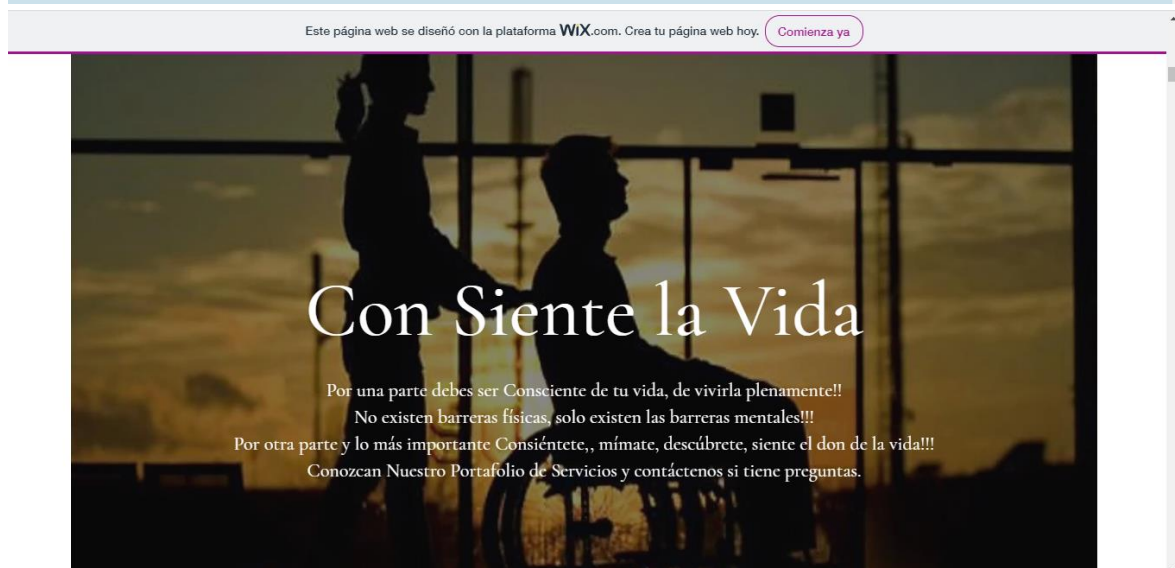 Este página web se diseñó con la plataforma WiX.com. Crea tu página web hoy. Comienza ya
Con Siente la Vida
Por una parte debes ser Consciente de tu vida, de vivirla plenamente!!
No existen barreras físicas, solo existen las barreras mentales!!!
Por otra parte y lo más importante Consiéntete,, mímate, descúbrete, siente el don de la vida!!!
Conozcan Nuestro Portafolio de Servicios y contáctenos si tiene preguntas.